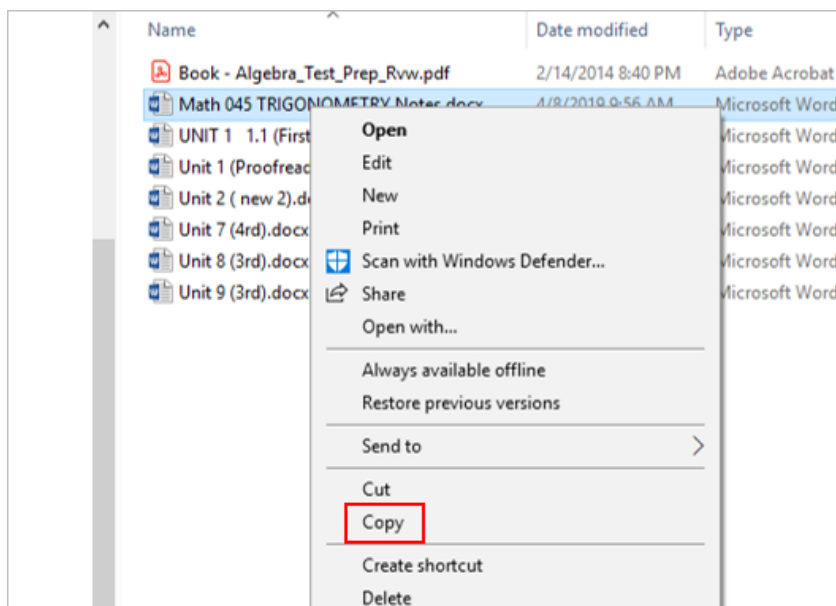 Name Date modified Type
Book - Algebra_Test_Prep_Rvw.pdf 2/14/2014 8:40 PM Adobe Acrobat
Math 045 TRIGONOMETRY Notes.docx 4/8/2019 9:56 AM Microsoft Word
UNIT 1 1.1 (First Microsoft Word
Unit 1 (Proofread Microsoft Word
Unit 2 ( new 2).d Microsoft Word
Unit 7 (4rd).docx Microsoft Word
Unit 8 (3rd).docx Microsoft Word
Unit 9 (3rd).docx Microsoft Word
Open
Edit
New
Print
Scan with Windows Defender...
Share
Open with...
Always available offline
Restore previous versions
Send to
Cut
Copy
Create shortcut
Delete